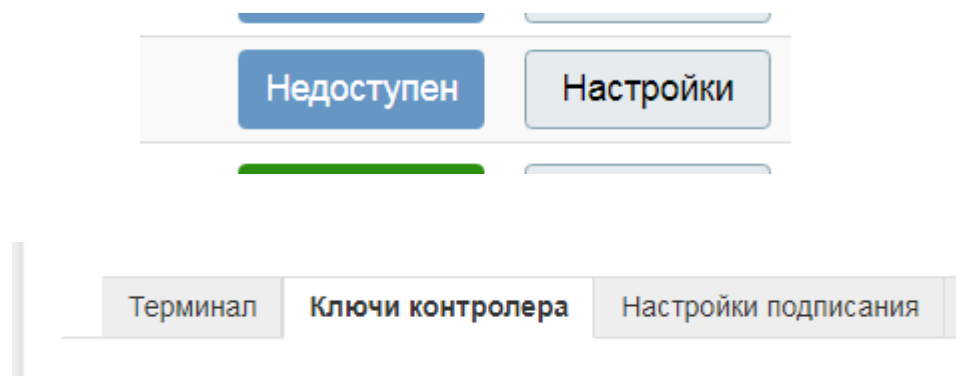 Недоступен Настройки
Терминал Ключи контролера Настройки подписания